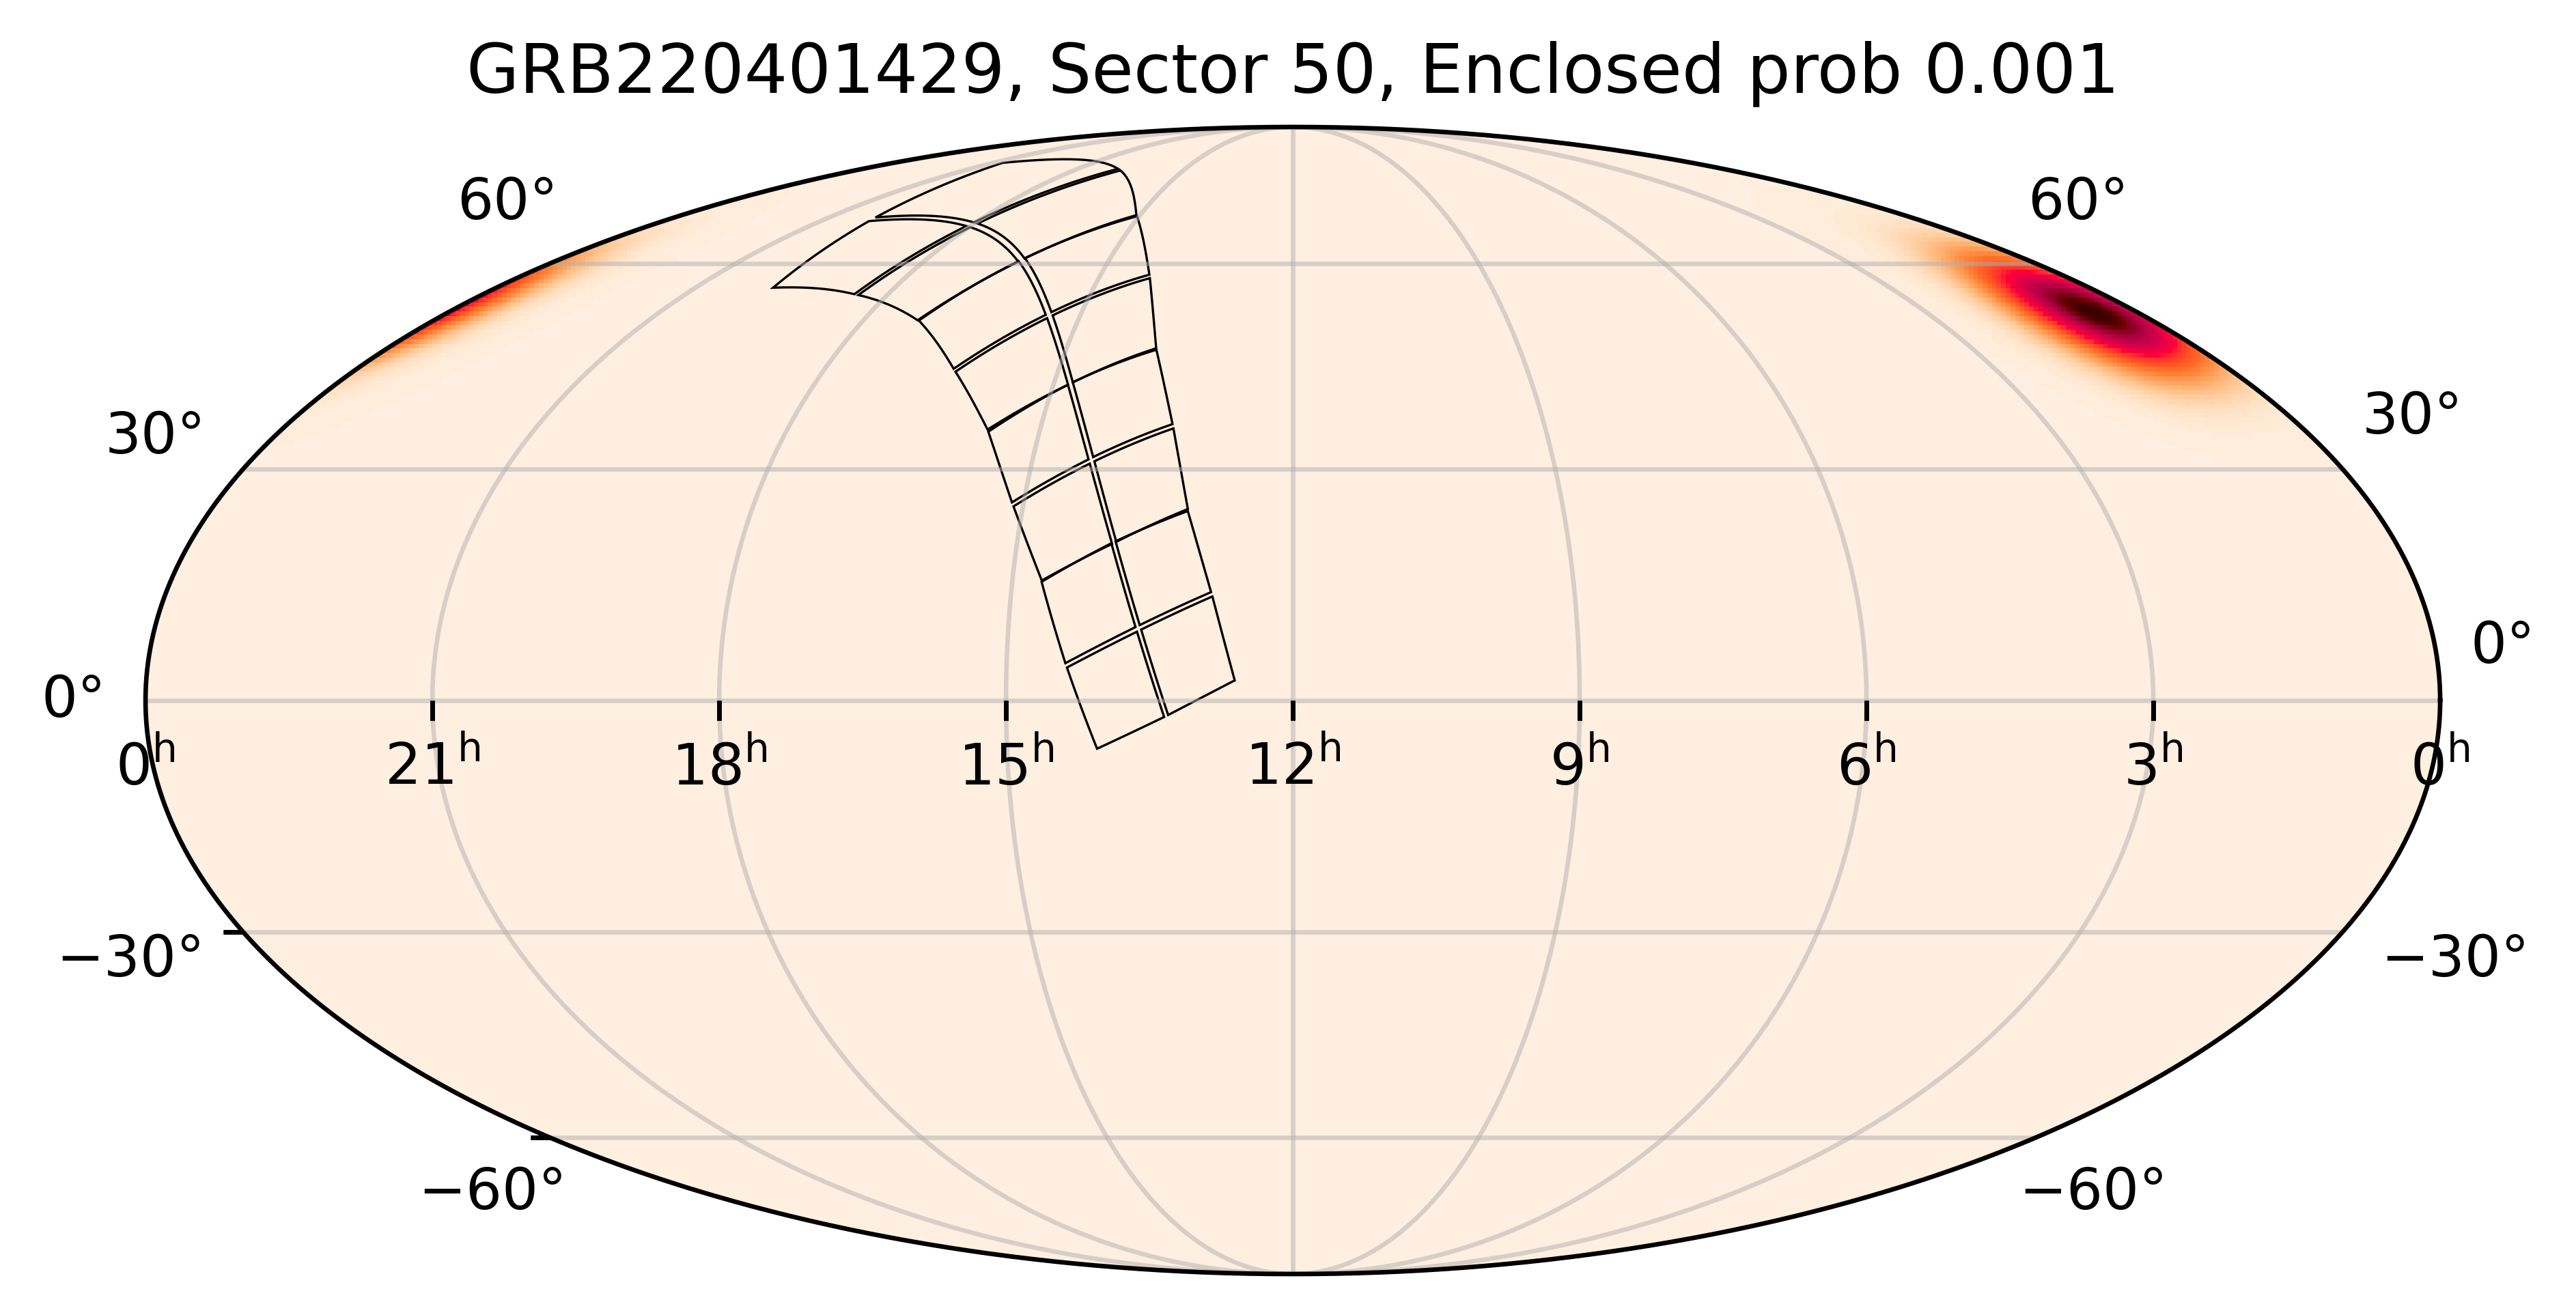 GRB220401429, Sector 50, Enclosed prob 0.001
60° 60°
30° 30°
0° 0°
0h 21h 18h 15h 12h 9h 6h 3h 0h
−30° −30°
−60° −60°